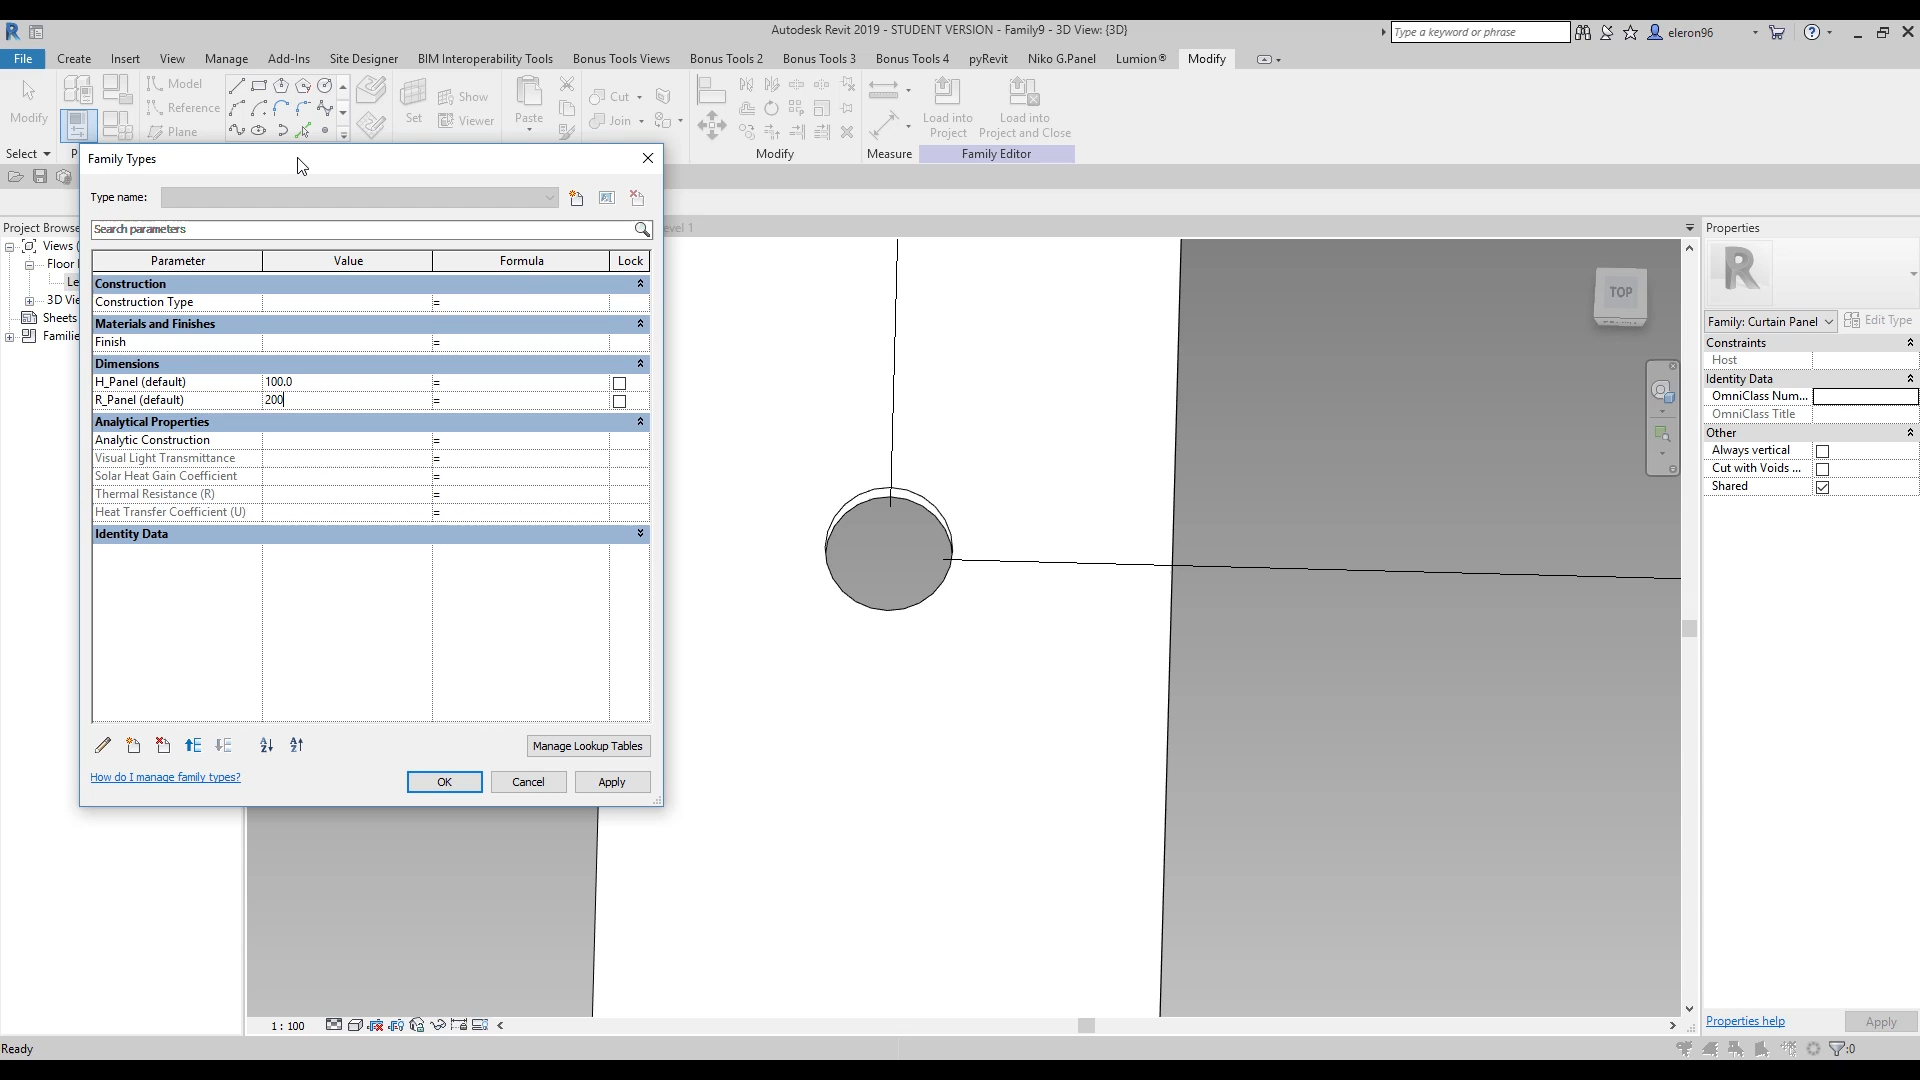 Autodesk Revit 2019 - STUDENT VERSION - Family9 - 3D View: {3D}
Type a keyword or phrase
eleron96
File Create Insert View Manage Add-Ins Site Designer BIM Interoperability Tools Bonus Tools Views Bonus Tools 2 Bonus Tools 3 Bonus Tools 4 pyRevit Niko G.Panel Lumion® Modify
Modify
Model
Reference
Plane
Set
Show
Viewer
Paste
Cut
Join
Load into
Project
Load into
Project and Close
Select
Modify
Measure
Family Editor
Family Types
Type name:
Search parameters
Parameter Value Formula Lock
Construction
Construction Type =
Materials and Finishes
Finish =
Dimensions
H_Panel (default) 100.0 =
R_Panel (default) 200 =
Analytical Properties
Analytic Construction =
Visual Light Transmittance =
Solar Heat Gain Coefficient =
Thermal Resistance (R) =
Heat Transfer Coefficient (U) =
Identity Data
Manage Lookup Tables
How do I manage family types?
OK Cancel Apply
Project Browse
Views (
Floor
Le
3D Vie
Sheets
Familie
evel 1
TOP
Properties
R
Family: Curtain Panel
Edit Type
Constraints
Host
Identity Data
OmniClass Num...
OmniClass Title
Other
Always vertical
Cut with Voids ...
Shared
Properties help
Apply
1 : 100
Ready
:0